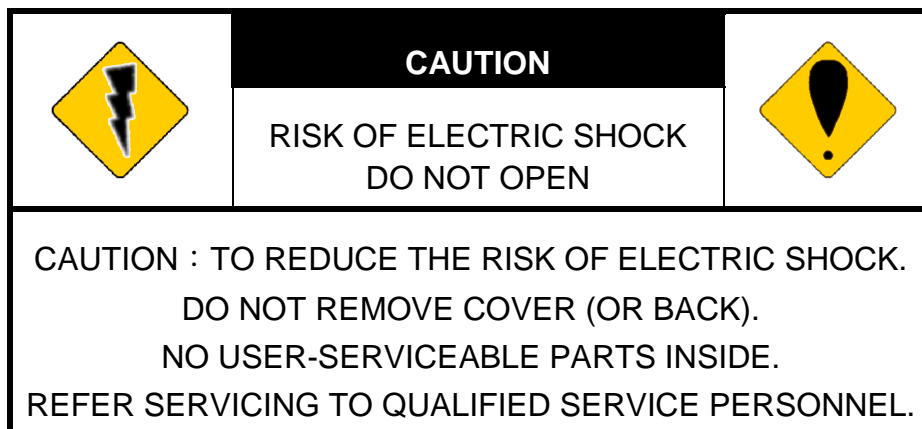 CAUTION
RISK OF ELECTRIC SHOCK
DO NOT OPEN
CAUTION：TO REDUCE THE RISK OF ELECTRIC SHOCK.
DO NOT REMOVE COVER (OR BACK).
NO USER-SERVICEABLE PARTS INSIDE.
REFER SERVICING TO QUALIFIED SERVICE PERSONNEL.